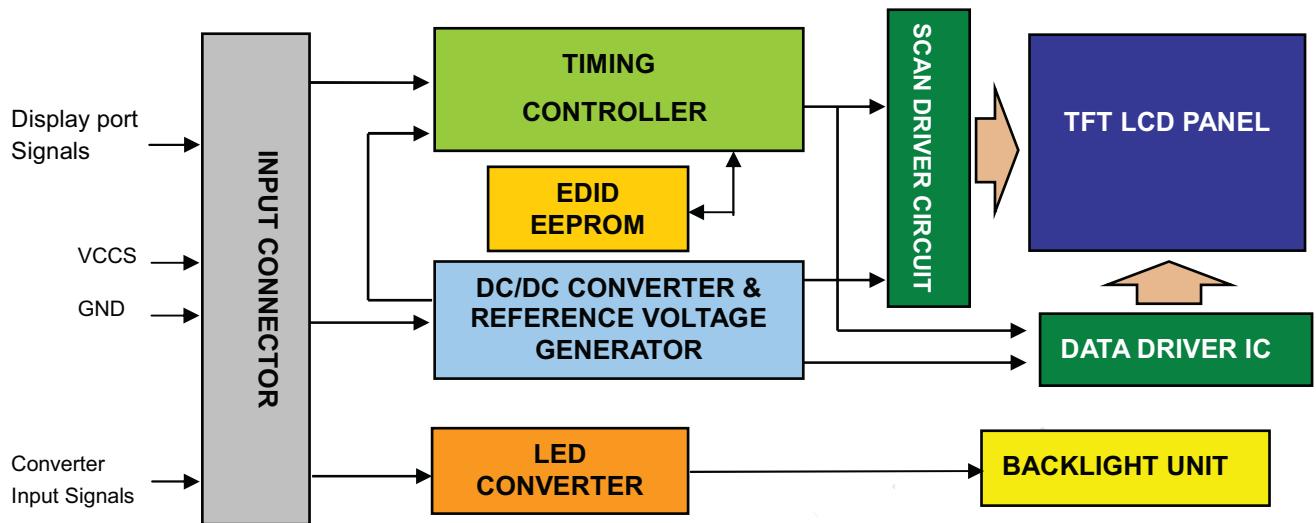 Display port
Signals
VCCS
GND
Converter
Input Signals
INPUT CONNECTOR
TIMING
CONTROLLER
EDID
EEPROM
DC/DC CONVERTER &
REFERENCE VOLTAGE
GENERATOR
LED
CONVERTER
SCAN DRIVER CIRCUIT
TFT LCD PANEL
DATA DRIVER IC
BACKLIGHT UNIT